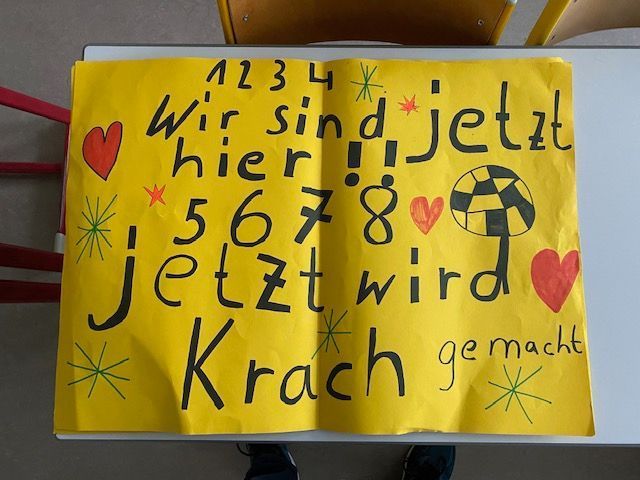 1 2 3 4
Wir sind jetzt
hier !!
5 6 7 8
jetzt wird
Krach gemacht